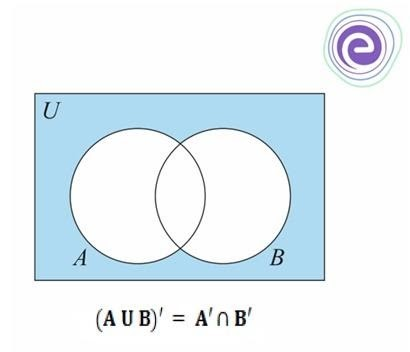 U
A
B
(A U B)′ = A′ ∩ B′